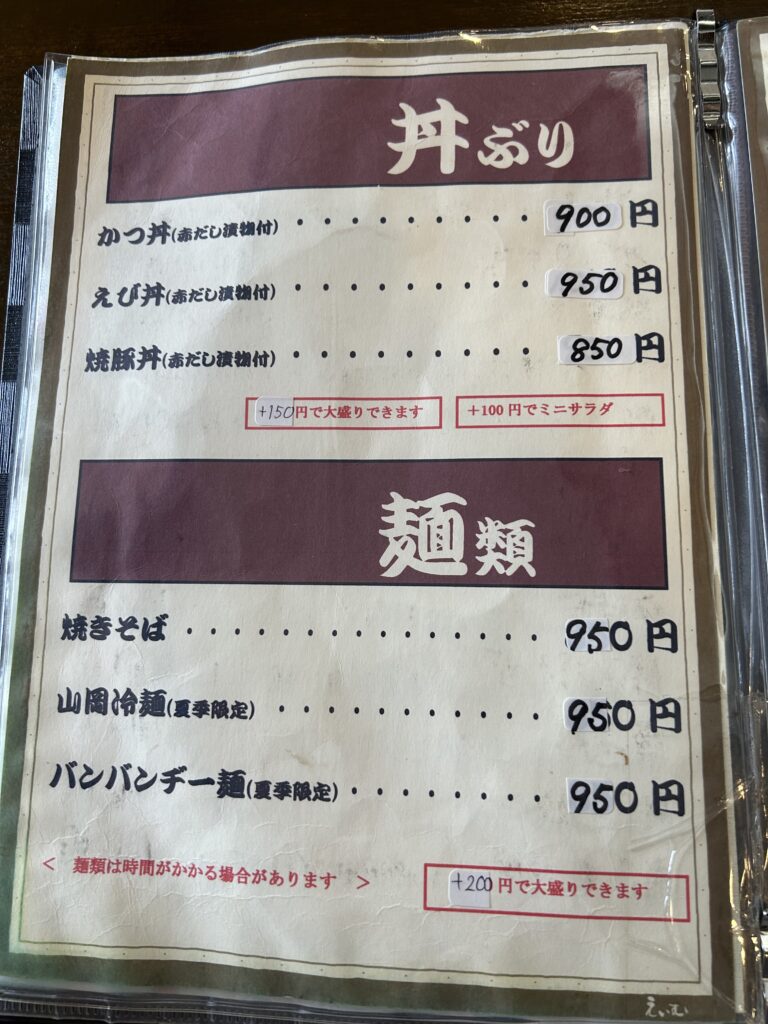 丼ぶり
かつ丼(赤だし漬物付)・・・・・・・・・900円
えび丼(赤だし漬物付)・・・・・・・・・950円
焼豚丼(赤だし漬物付)・・・・・・・・・850円
+150円で大盛りできます
+100円でミニサラダ
麺類
焼きそば・・・・・・・・・・・・・・・950円
山岡冷麺(夏季限定)・・・・・・・・・・・950円
バンバンヂー麺(夏季限定)・・・・・・・・950円
< 麺類は時間がかかる場合があります >
+200円で大盛りできます
えいむ